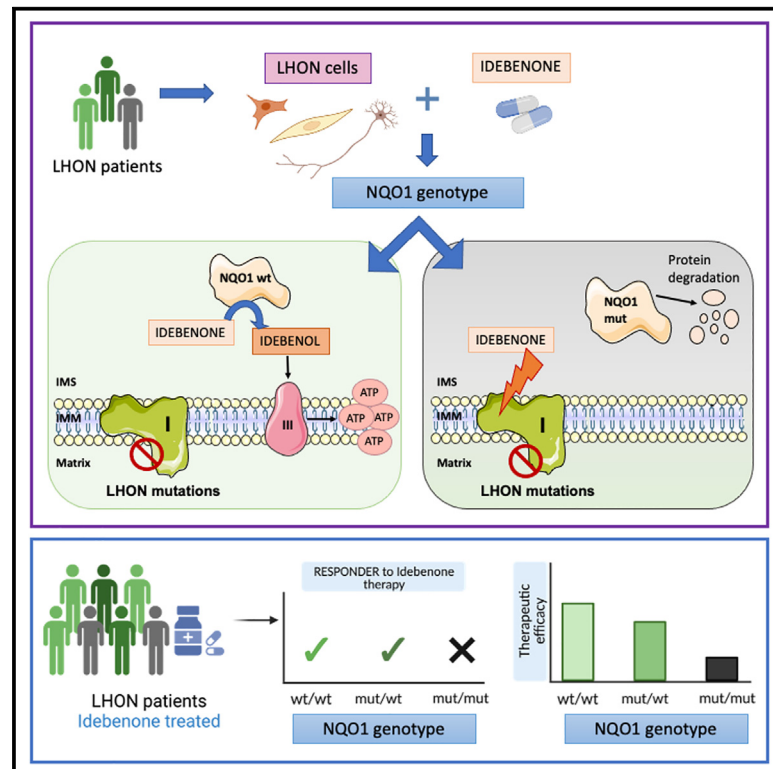 LHON cells
IDEBENONE
LHON patients
NQO1 genotype
NQO1 wt
IDEBENONE
IDEBENOL
IMS
IMM
Matrix
I
III
ATP
ATP
ATP
ATP
LHON mutations
Protein
degradation
NQO1
mut
IDEBENONE
IMS
IMM
Matrix
I
LHON mutations
LHON patients
Idebenone treated
RESPONDER to Idebenone
therapy
wt/wt mut/wt mut/mut
NQO1 genotype
Therapeutic
efficacy
wt/wt mut/wt mut/mut
NQO1 genotype